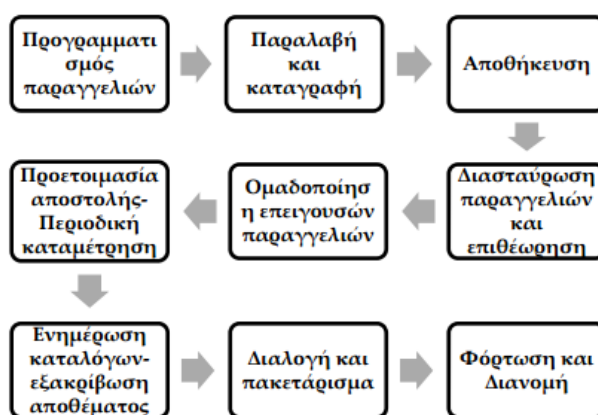 Προγραμματι
σμός
παραγγελιών
Παραλαβή
και
καταγραφή
Αποθήκευση
Διασταύρωση
παραγγελιών
και
επιθέωρηση
Ομαδοποίησ
η επειγουσών
παραγγελιών
Προετοιμασία
αποστολής-
Περιοδική
καταμέτρηση
Ενημέρωση
καταλόγων-
εξακρίβωση
αποθέματος
Διαλογή και
πακετάρισμα
Φόρτωση και
Διανομή